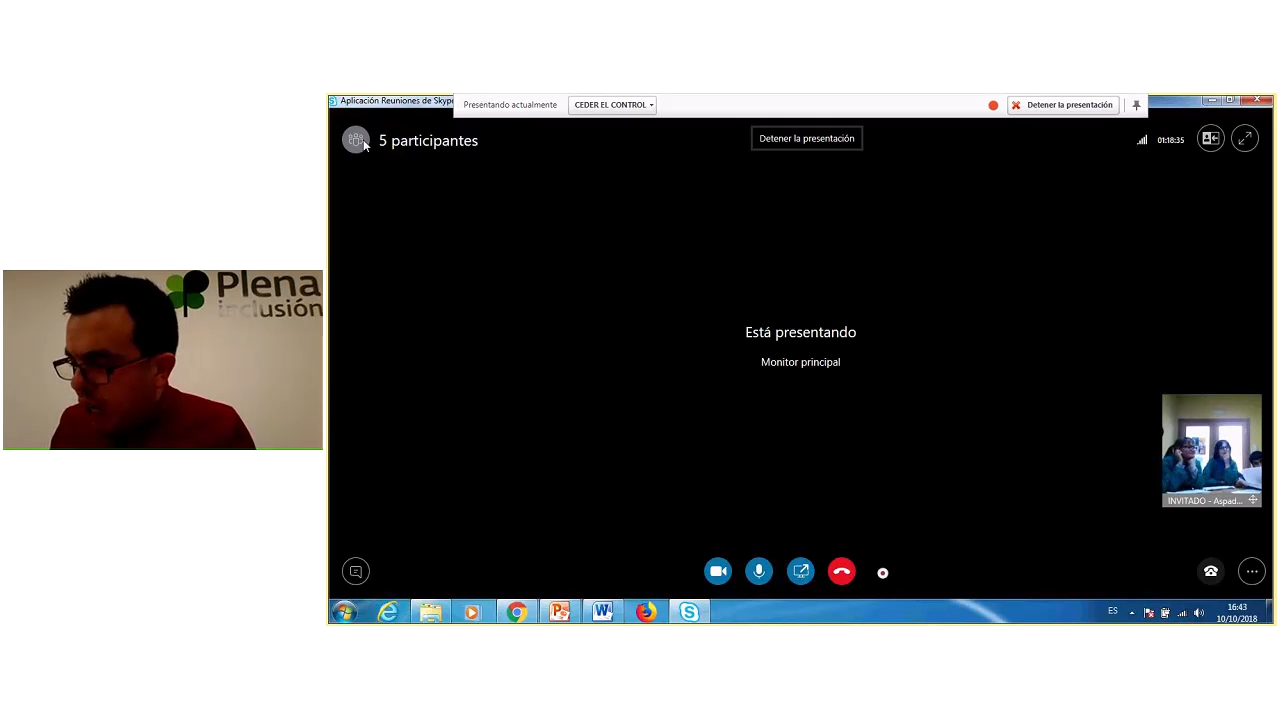 Plena
inclusión
Aplicación Reuniones de Skype
Presentando actualmente
CEDER EL CONTROL
Detener la presentación
5 participantes
Detener la presentación
01:18:35
Está presentando
Monitor principal
INVITADO - Aspad...
ES
16:43
10/10/2018